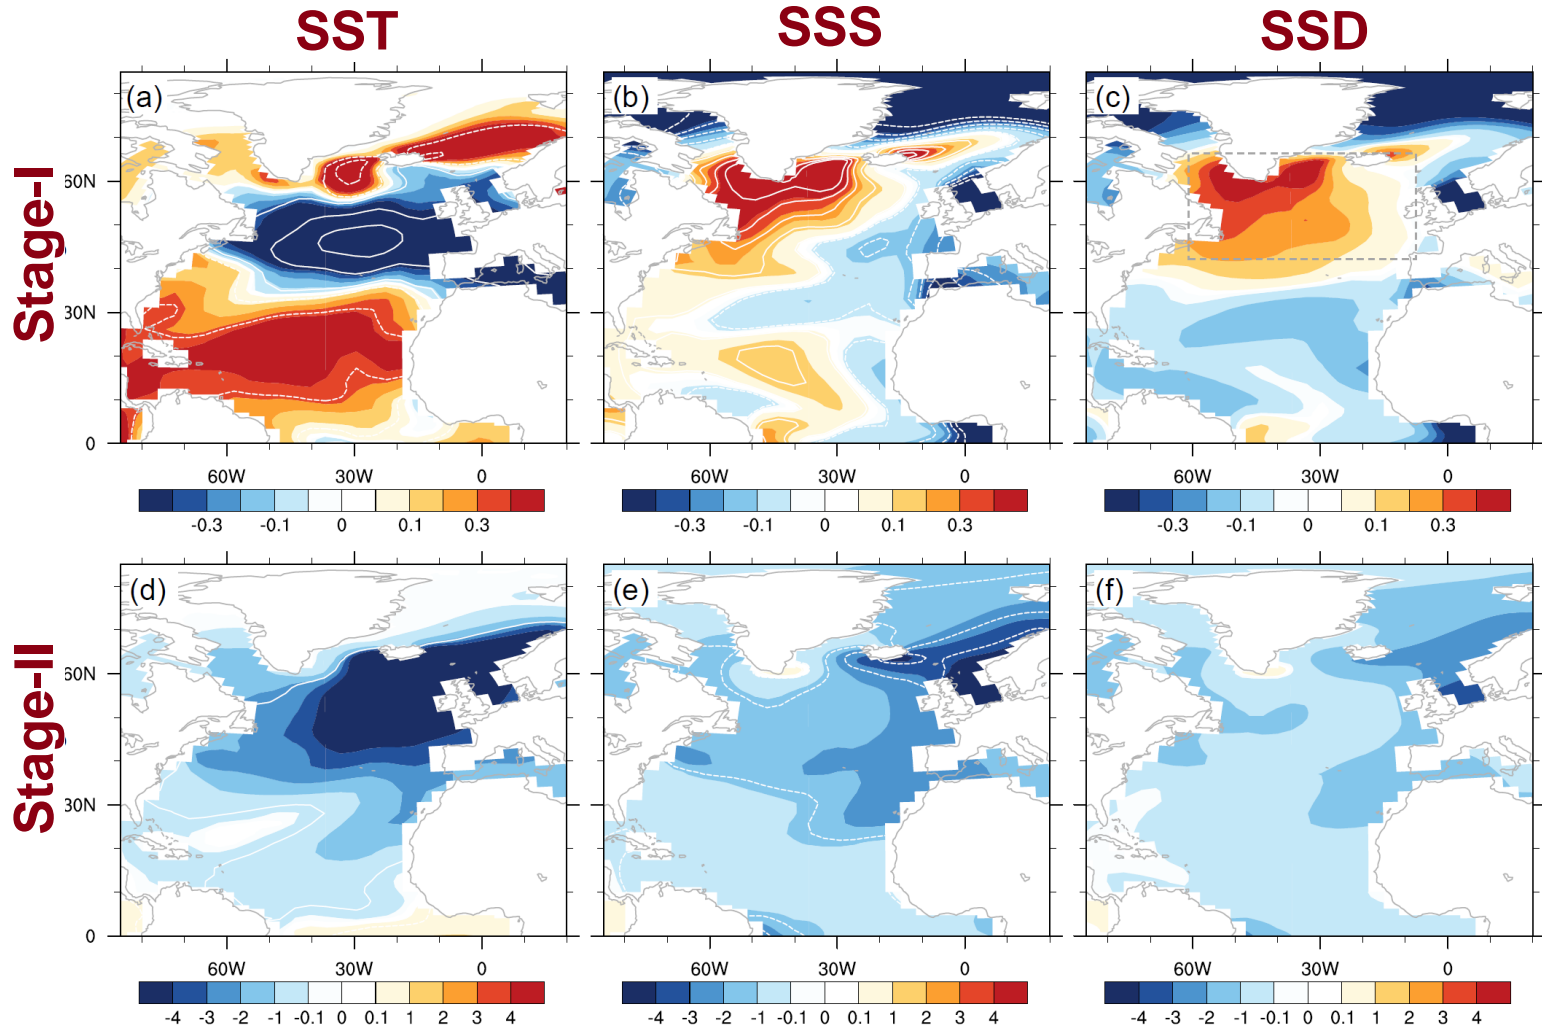 SST SSS SSD
Stage-I
(a) (b) (c)
60N
30N
0
60W 30W 0 60W 30W 0 60W 30W 0
-0.3 -0.1 0 0.1 0.3 -0.3 -0.1 0 0.1 0.3 -0.3 -0.1 0 0.1 0.3
Stage-II
(d) (e) (f)
60N
30N
0
60W 30W 0 60W 30W 0 60W 30W 0
-4 -3 -2 -1 -0.1 0 0.1 1 2 3 4 -4 -3 -2 -1 -0.1 0 0.1 1 2 3 4 -4 -3 -2 -1 -0.1 0 0.1 1 2 3 4